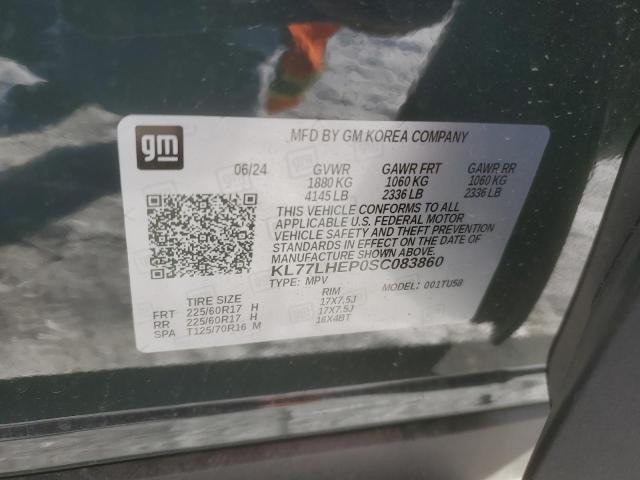 gm
MFD BY GM KOREA COMPANY
06/24 GVWR GAWR FRT GAWR RR
1880 KG 1060 KG 1060 KG
4145 LB 2336 LB 2336 LB
THIS VEHICLE CONFORMS TO ALL
APPLICABLE U.S. FEDERAL MOTOR
VEHICLE SAFETY AND THEFT PREVENTION
STANDARDS IN EFFECT ON THE DATE OF
MANUFACTURE SHOWN ABOVE.
KL77LHEP0SC083860
TYPE: MPV MODEL: 001TU58
TIRE SIZE RIM
FRT 225/60R17 H 17X7.5J
RR 225/60R17 H 17X7.5J
SPA T125/70R16 M 16X4BT